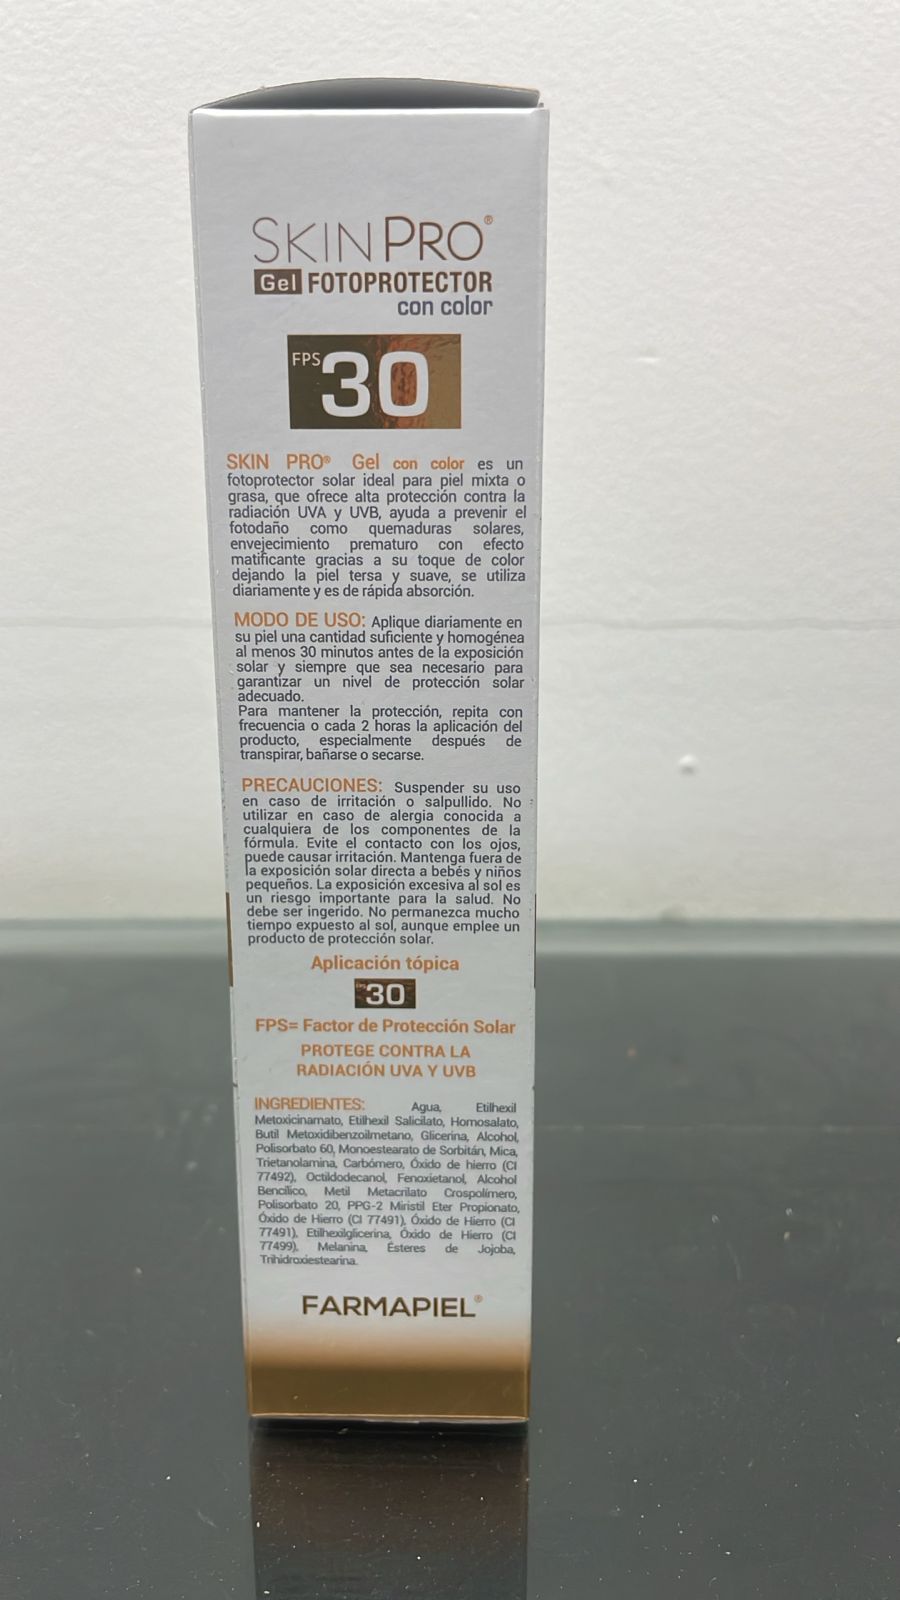 SKINPRO®
Gel FOTOPROTECTOR
con color
FPS 30
SKIN PRO® Gel con color es un
fotoprotector solar ideal para piel mixta o
grasa, que ofrece alta protección contra la
radiación UVA y UVB, ayuda a prevenir el
fotodaño como quemaduras solares,
envejecimiento prematuro con efecto
matificante gracias a su toque de color
dejando la piel tersa y suave, se utiliza
diariamente y es de rápida absorción.
MODO DE USO: Aplique diariamente en
su piel una cantidad suficiente y homogénea
al menos 30 minutos antes de la exposición
solar y siempre que sea necesario para
garantizar un nivel de protección solar
adecuado.
Para mantener la protección, repita con
frecuencia o cada 2 horas la aplicación del
producto, especialmente después de
transpirar, bañarse o secarse.
PRECAUCIONES: Suspender su uso
en caso de irritación o salpullido. No
utilizar en caso de alergia conocida a
cualquiera de los componentes de la
fórmula. Evite el contacto con los ojos,
puede causar irritación. Mantenga fuera de
la exposición solar directa a bebés y niños
pequeños. La exposición excesiva al sol es
un riesgo importante para la salud. No
debe ser ingerido. No permanezca mucho
tiempo expuesto al sol, aunque emplee un
producto de protección solar.
Aplicación tópica
FPS 30
FPS= Factor de Protección Solar
PROTEGE CONTRA LA
RADIACIÓN UVA Y UVB
INGREDIENTES: Agua, Etilhexil
Metoxicinamato, Etilhexil Salicilato, Homosalato,
Butil Metoxidibenzoilmetano, Glicerina, Alcohol,
Polisorbato 60, Monoestearato de Sorbitán, Mica,
Trietanolamina, Carbómero, Óxido de hierro (CI
77492), Octildodecanol, Fenoxietanol, Alcohol
Bencílico, Metil Metacrilato Crospolímero,
Polisorbato 20, PPG-2 Miristil Eter Propionato,
Óxido de Hierro (CI 77491), Óxido de Hierro (CI
77491), Etilhexilglicerina, Óxido de Hierro (CI
77499), Melanina, Ésteres de Jojoba,
Trihidroxiestearina.
FARMAPIEL®